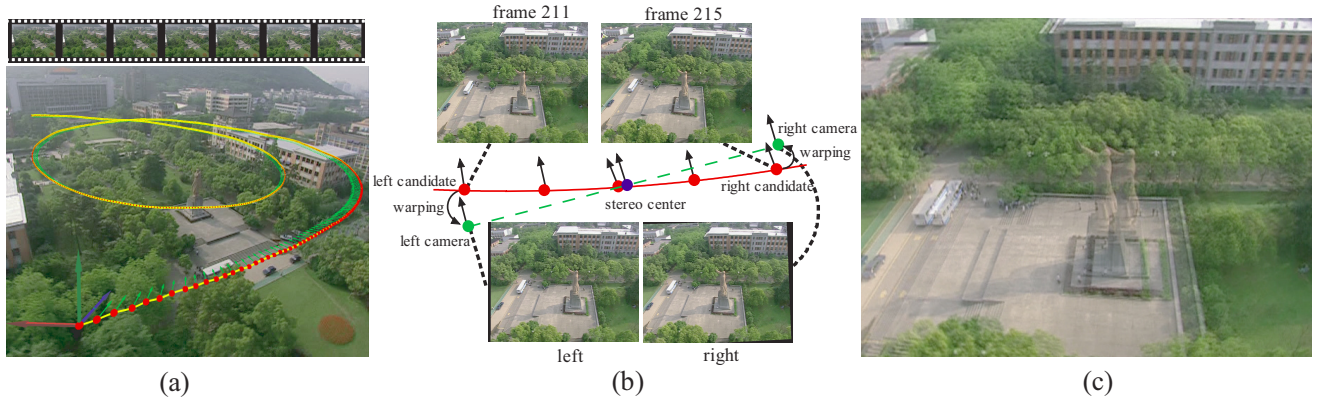 frame 211
frame 215
right camera
warping
left candidate
right candidate
warping
stereo center
left camera
left
right
(a)
(b)
(c)